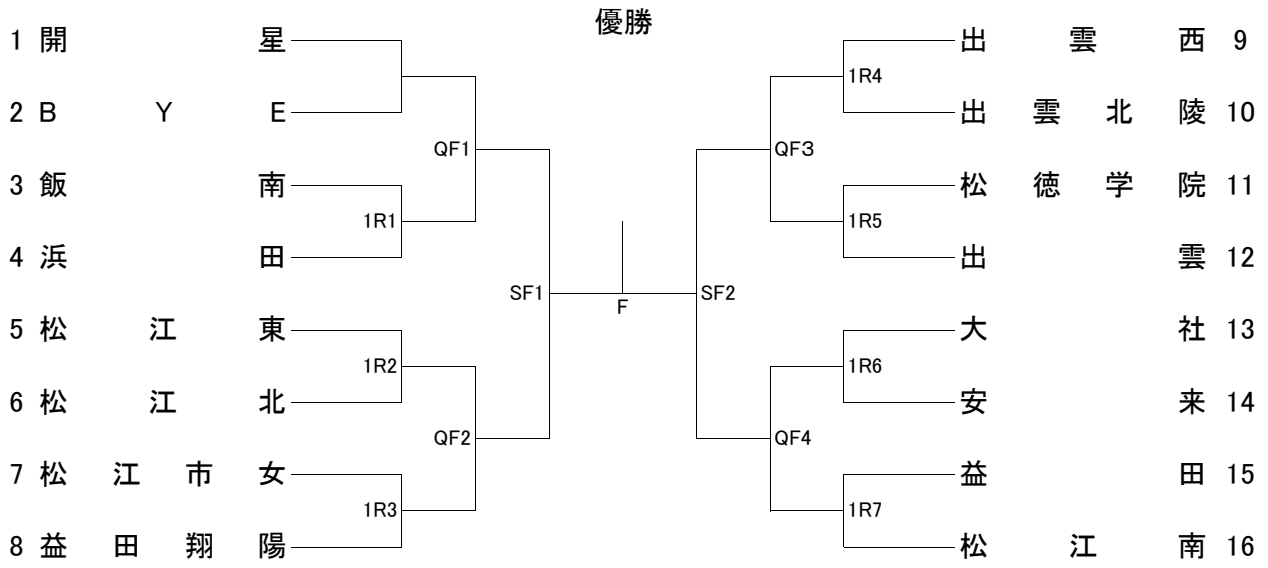 優勝
1 開星
2 BYE
QF1
3 飯南
1R1
4 浜田
SF1
5 松江東
1R2
6 松江北
QF2
7 松江市女
1R3
8 益田翔陽
F
出雲西 9
1R4
出雲北陵 10
QF3
松徳学院 11
1R5
出雲 12
SF2
大社 13
1R6
安来 14
QF4
益田 15
1R7
松江南 16